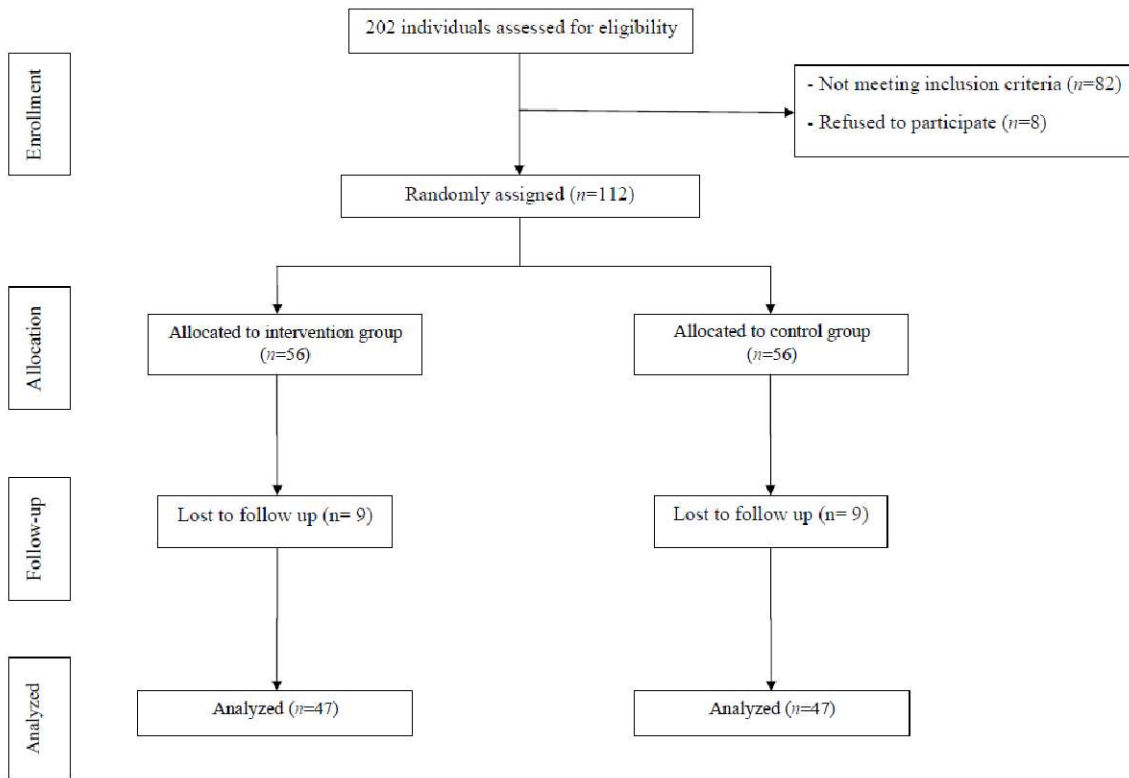 202 individuals assessed for eligibility
Enrollment
- Not meeting inclusion criteria (n=82)
- Refused to participate (n=8)
Randomly assigned (n=112)
Allocation
Allocated to intervention group
(n=56)
Allocated to control group
(n=56)
Follow-up
Lost to follow up (n= 9)
Lost to follow up (n= 9)
Analyzed
Analyzed (n=47)
Analyzed (n=47)